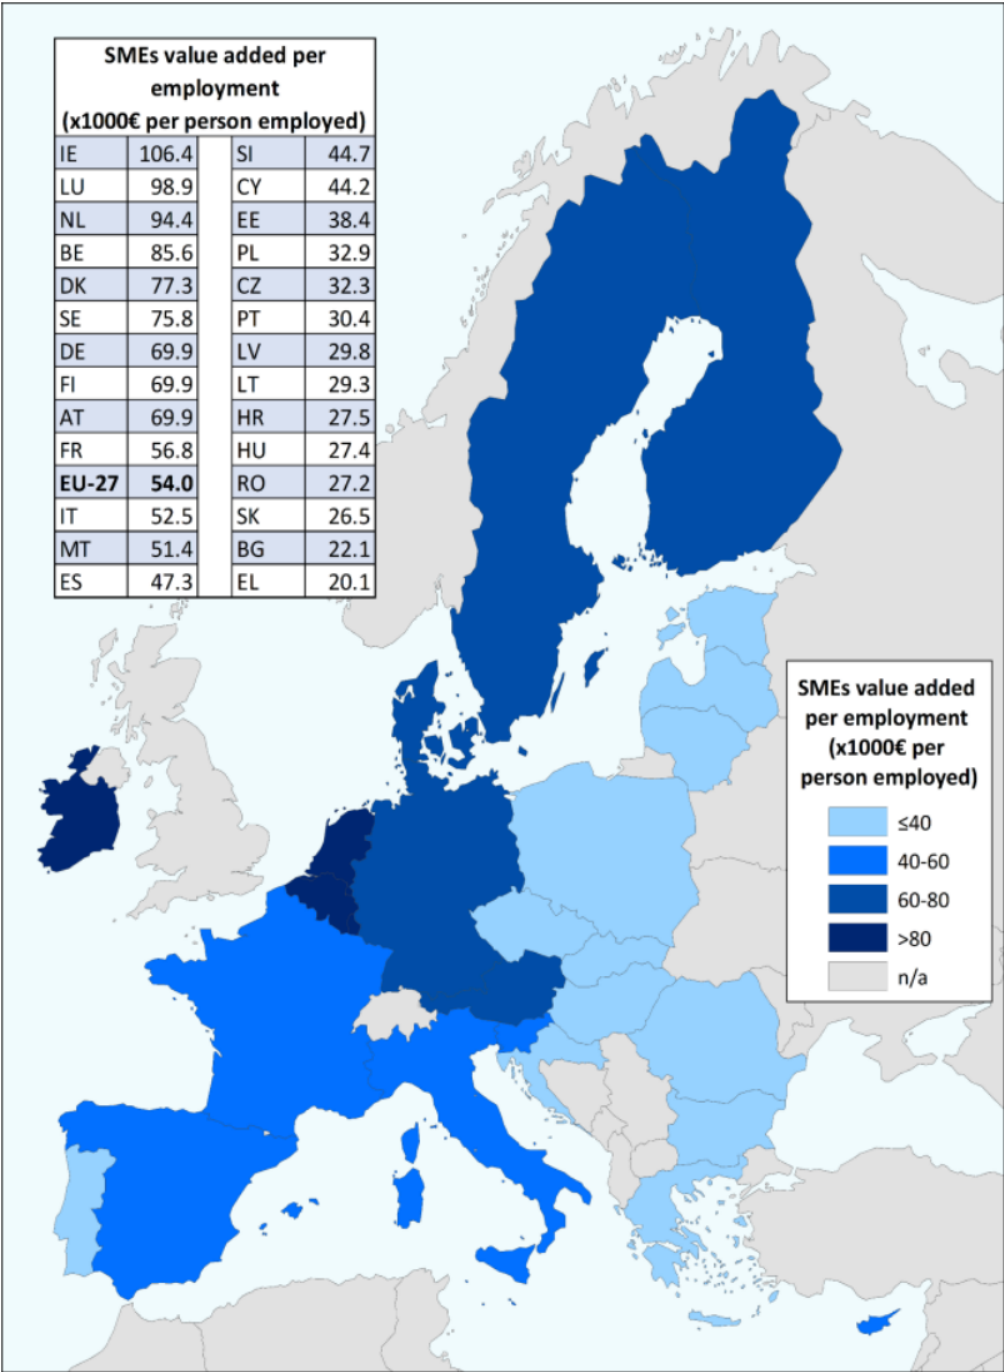 SMEs value added per
employment
(x1000€ per person employed)
IE 106.4 SI 44.7
LU 98.9 CY 44.2
NL 94.4 EE 38.4
BE 85.6 PL 32.9
DK 77.3 CZ 32.3
SE 75.8 PT 30.4
DE 69.9 LV 29.8
FI 69.9 LT 29.3
AT 69.9 HR 27.5
FR 56.8 HU 27.4
EU-27 54.0 RO 27.2
IT 52.5 SK 26.5
MT 51.4 BG 22.1
ES 47.3 EL 20.1
SMEs value added
per employment
(x1000€ per
person employed)
≤40
40-60
60-80
>80
n/a